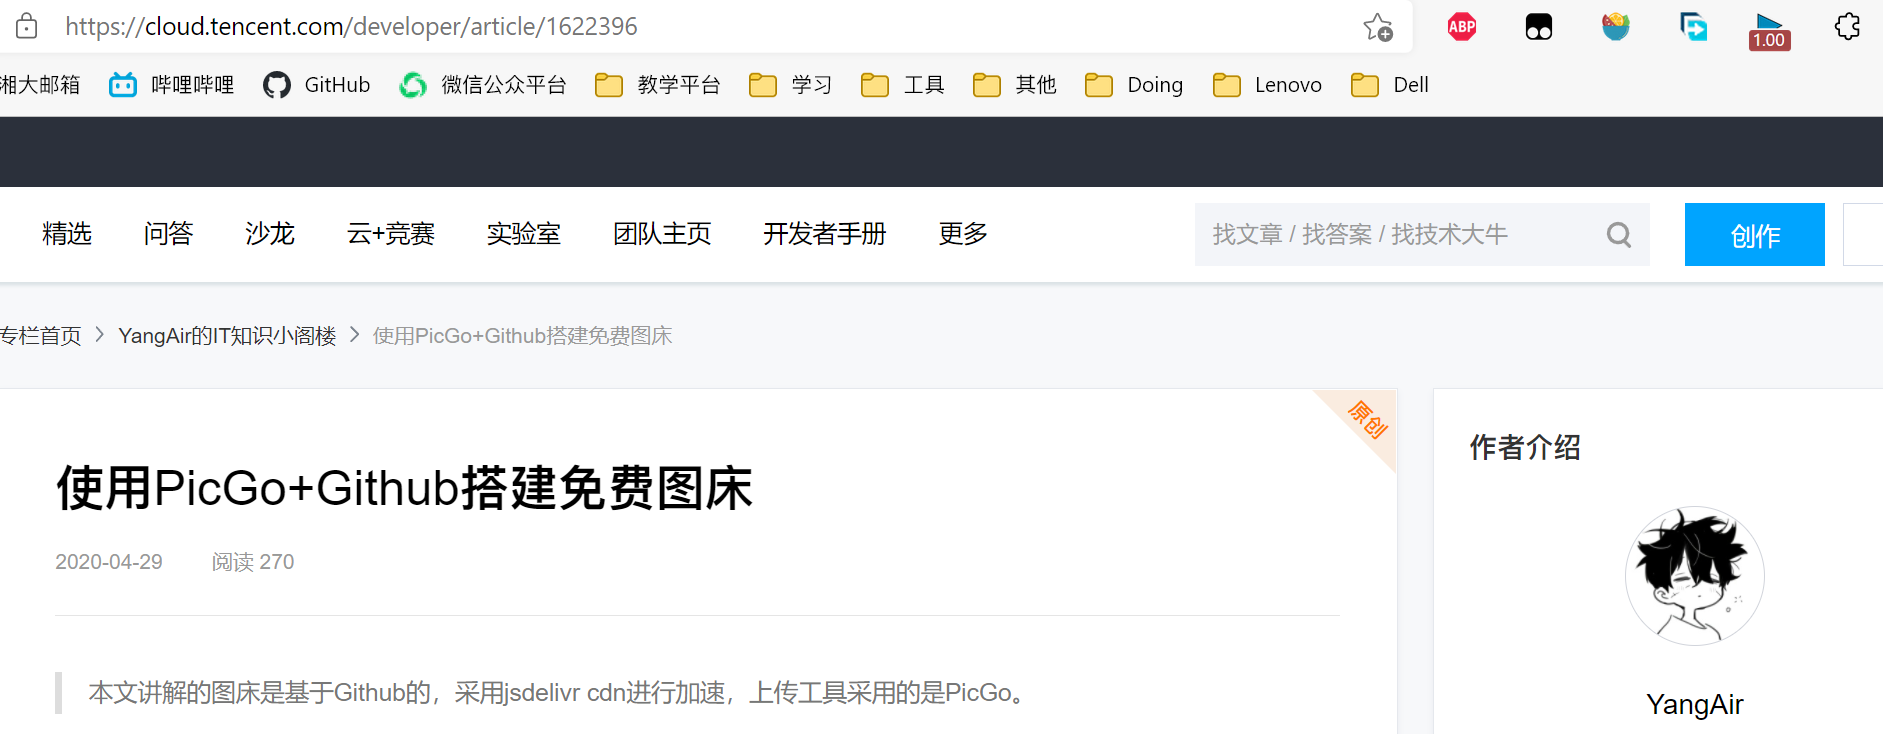 https://cloud.tencent.com/developer/article/1622396
ABP
1.00
湘大邮箱 哔哩哔哩 GitHub 微信公众平台 教学平台 学习 工具 其他 Doing Lenovo Dell
精选 问答 沙龙 云+竞赛 实验室 团队主页 开发者手册 更多 找文章 / 找答案 / 找技术大牛 创作
专栏首页 > YangAir的IT知识小阁楼 > 使用PicGo+Github搭建免费图床
原创
作者介绍
使用PicGo+Github搭建免费图床
2020-04-29 阅读 270
本文讲解的图床是基于Github的，采用jsdelivr cdn进行加速，上传工具采用的是PicGo。
YangAir